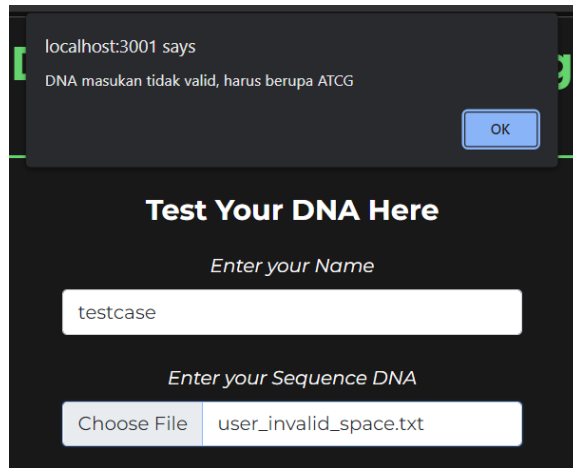 localhost:3001 says
DNA masukan tidak valid, harus berupa ATCG
OK
Test Your DNA Here
Enter your Name
testcase
Enter your Sequence DNA
Choose File user_invalid_space.txt